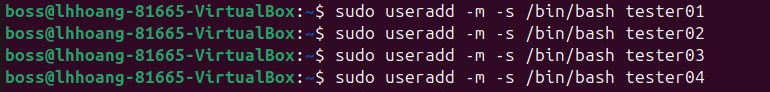 boss@lhhoang-81665-VirtualBox:~$ sudo useradd -m -s /bin/bash tester01
boss@lhhoang-81665-VirtualBox:~$ sudo useradd -m -s /bin/bash tester02
boss@lhhoang-81665-VirtualBox:~$ sudo useradd -m -s /bin/bash tester03
boss@lhhoang-81665-VirtualBox:~$ sudo useradd -m -s /bin/bash tester04